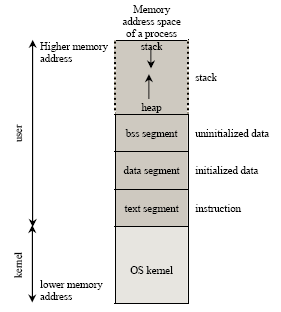 Memory
address space
of a process
Higher memory
address
stack
stack
heap
user
bss segment
uninitialized data
data segment
initialized data
text segment
instruction
kernel
OS kernel
lower memory
address